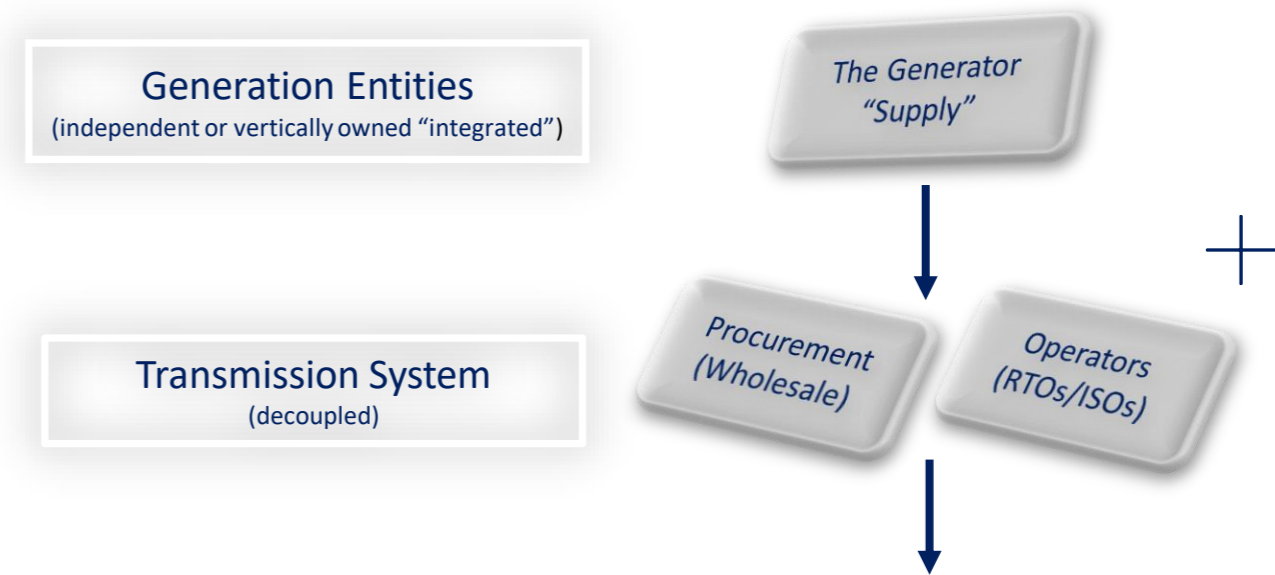 Generation Entities
(independent or vertically owned “integrated”)
The Generator
“Supply”
Transmission System
(decoupled)
Procurement
(Wholesale)
Operators
(RTOs/ISOs)